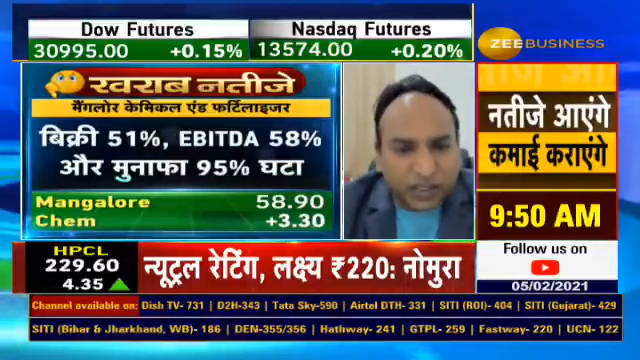 Dow Futures
30995.00 +0.15%
Nasdaq Futures
13574.00 +0.20%
ZEE BUSINESS
खराब नतीजे
मैंगलोर केमिकल एंड फर्टिलाइजर
बिक्री 51%, EBITDA 58%
और मुनाफा 95% घटा
Mangalore 58.90
Chem +3.30
नतीजे आएंगे
कमाई कराएंगे
9:50 AM
HPCL
229.60
4.35
न्यूट्रल रेटिंग, लक्ष्य ₹220: नोमुरा
Follow us on
05/02/2021
Channel available on: Dish TV- 731 | D2H-343 | Tata Sky-590 | Airtel DTH- 331 | SITI (ROI)- 404 | SITI (Gujarat)- 429
SITI (Bihar & Jharkhand, WB)- 186 | DEN-355/356 | Hathway- 241 | GTPL- 259 | Fastway- 220 | UCN- 122